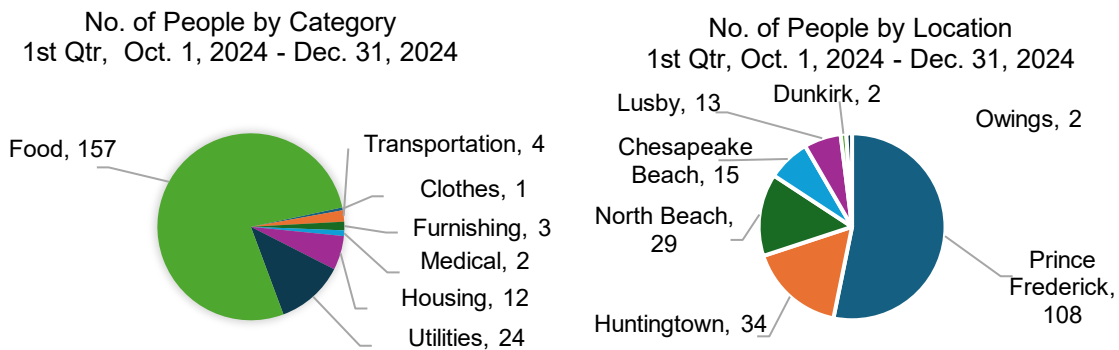 No. of People by Category
1st Qtr,  Oct. 1, 2024 - Dec. 31, 2024
Food, 157
Transportation, 4
Clothes, 1
Furnishing, 3
Medical, 2
Housing, 12
Utilities, 24
No. of People by Location
1st Qtr, Oct. 1, 2024 - Dec. 31, 2024
Lusby, 13
Dunkirk, 2
Owings, 2
Chesapeake
Beach, 15
North Beach,
29
Huntingtown, 34
Prince
Frederick,
108